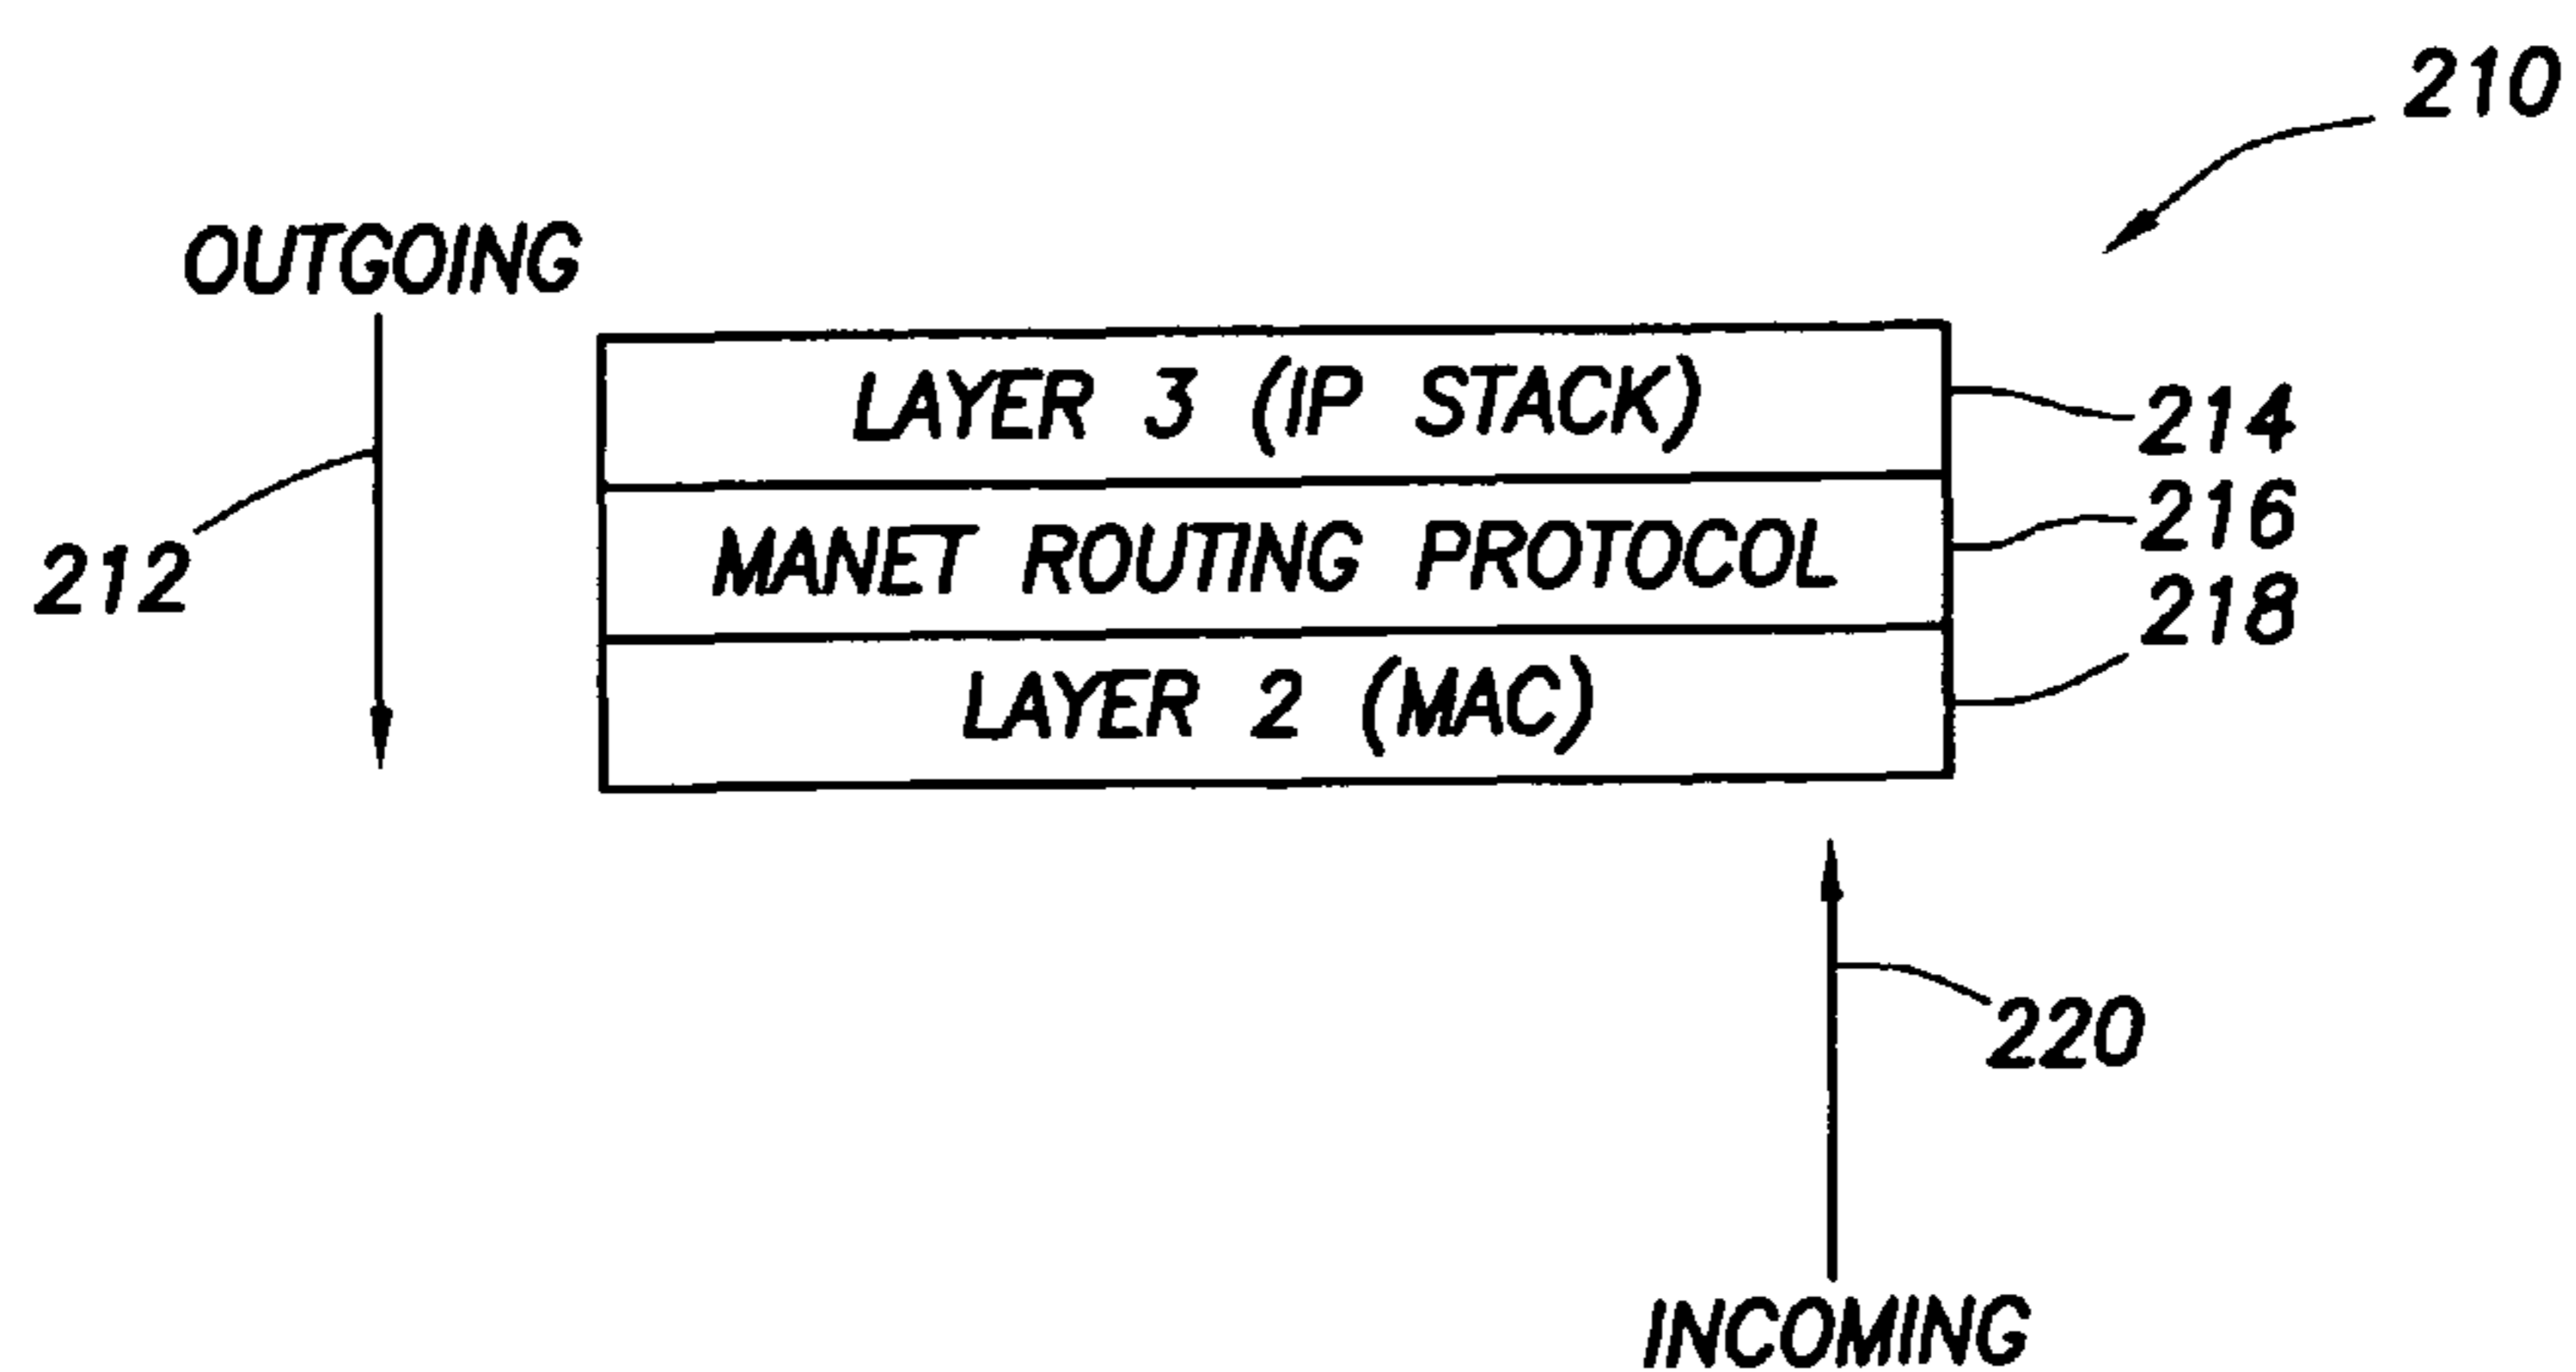 210
OUTGOING
LAYER 3 (IP STACK)
214
MANET ROUTING PROTOCOL
216
212
LAYER 2 (MAC)
218
220
INCOMING